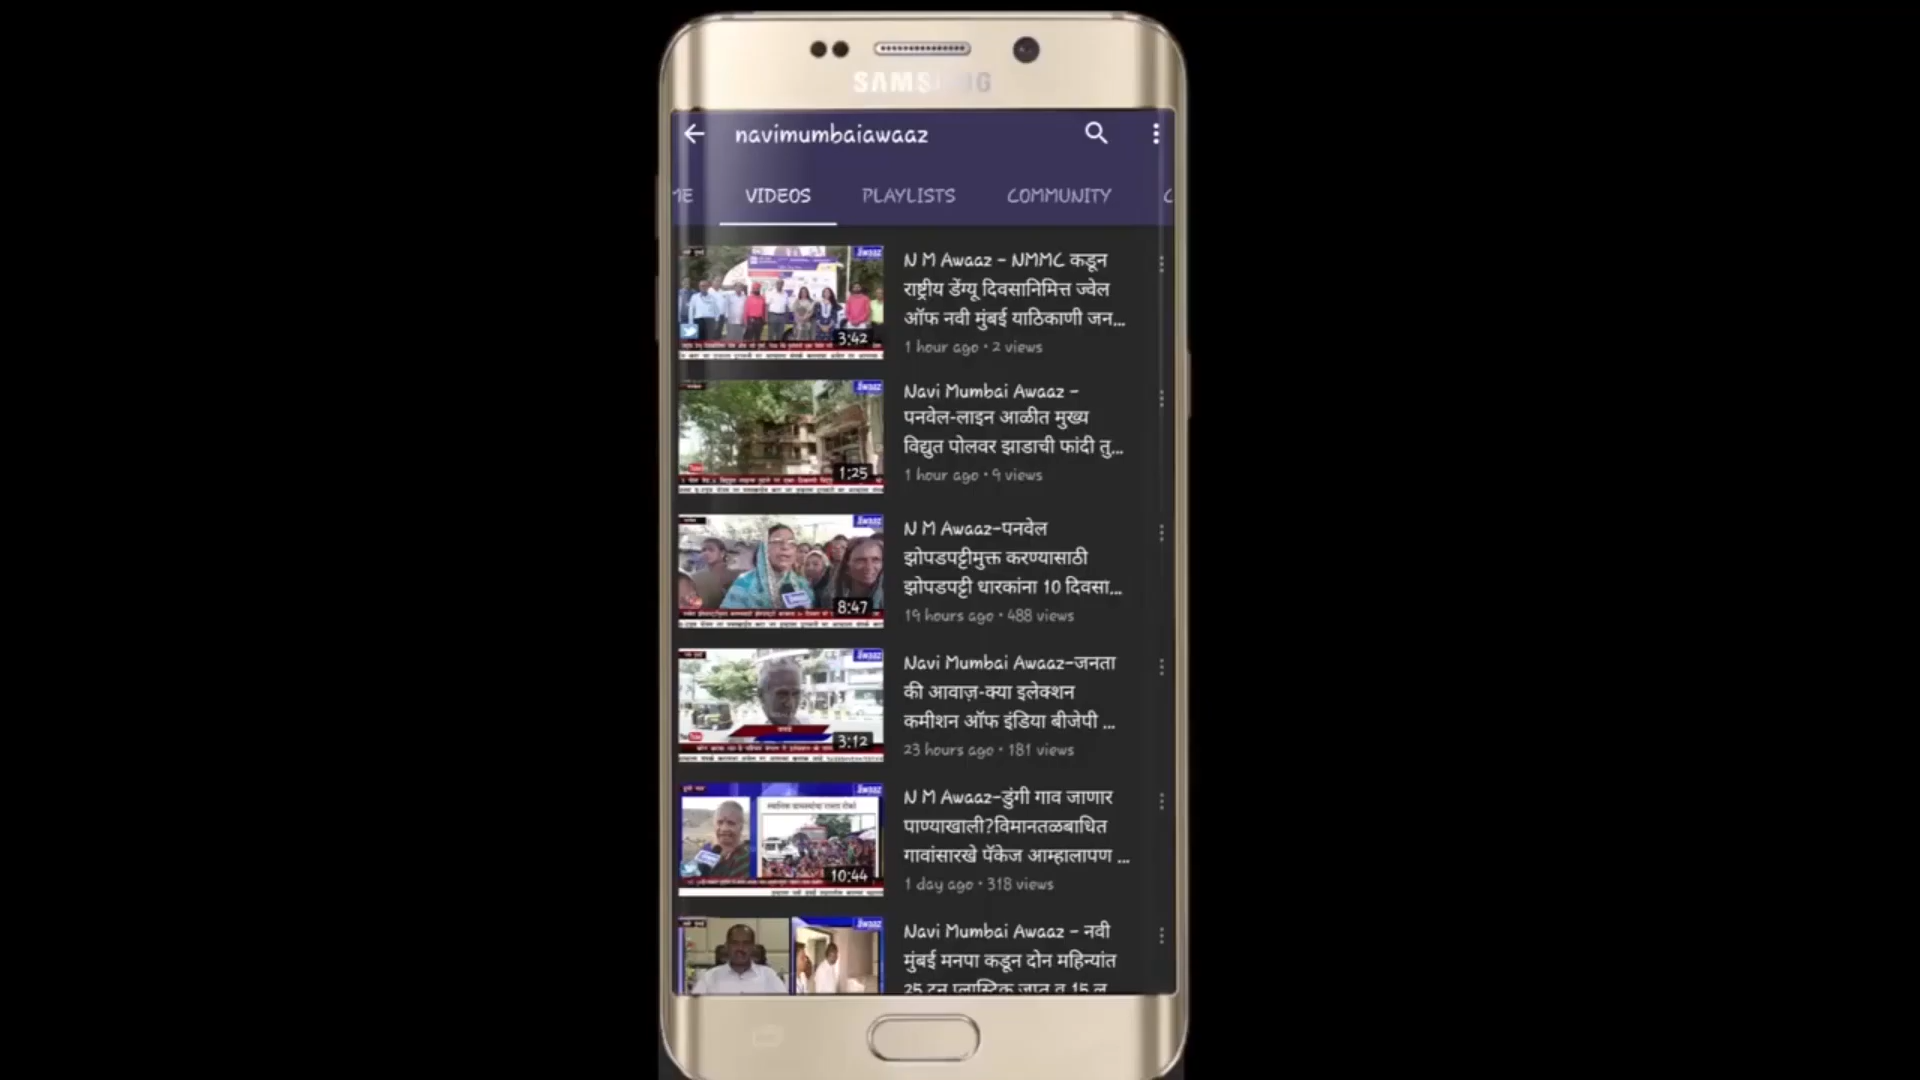 SAMSUNG
navimumbaiawaaz
VIDEOS
PLAYLISTS
COMMUNITY
N M Awaaz - NMMC कडून
राष्ट्रीय डेंग्यू दिवसानिमित्त ज्वेल
ऑफ नवी मुंबई याठिकाणी जन...
3:42
1 hour ago • 2 views
Navi Mumbai Awaaz -
पनवेल-लाइन आळीत मुख्य
विद्युत पोलवर झाडाची फांदी तु...
1:25
1 hour ago • 9 views
N M Awaaz-पनवेल
झोपडपट्टीमुक्त करण्यासाठी
झोपडपट्टी धारकांना 10 दिवसा...
8:47
19 hours ago • 488 views
Navi Mumbai Awaaz-जनता
की आवाज़-क्या इलेक्शन
कमीशन ऑफ इंडिया बीजेपी ...
3:12
23 hours ago • 181 views
N M Awaaz-डुंगी गाव जाणार
पाण्याखाली?विमानतळबाधित
गावांसारखे पॅकेज आम्हालापण ...
10:44
1 day ago • 318 views
Navi Mumbai Awaaz - नवी
मुंबई मनपा कडून दोन महिन्यांत
25 टन प्लास्टिक जप्त व 15 ल